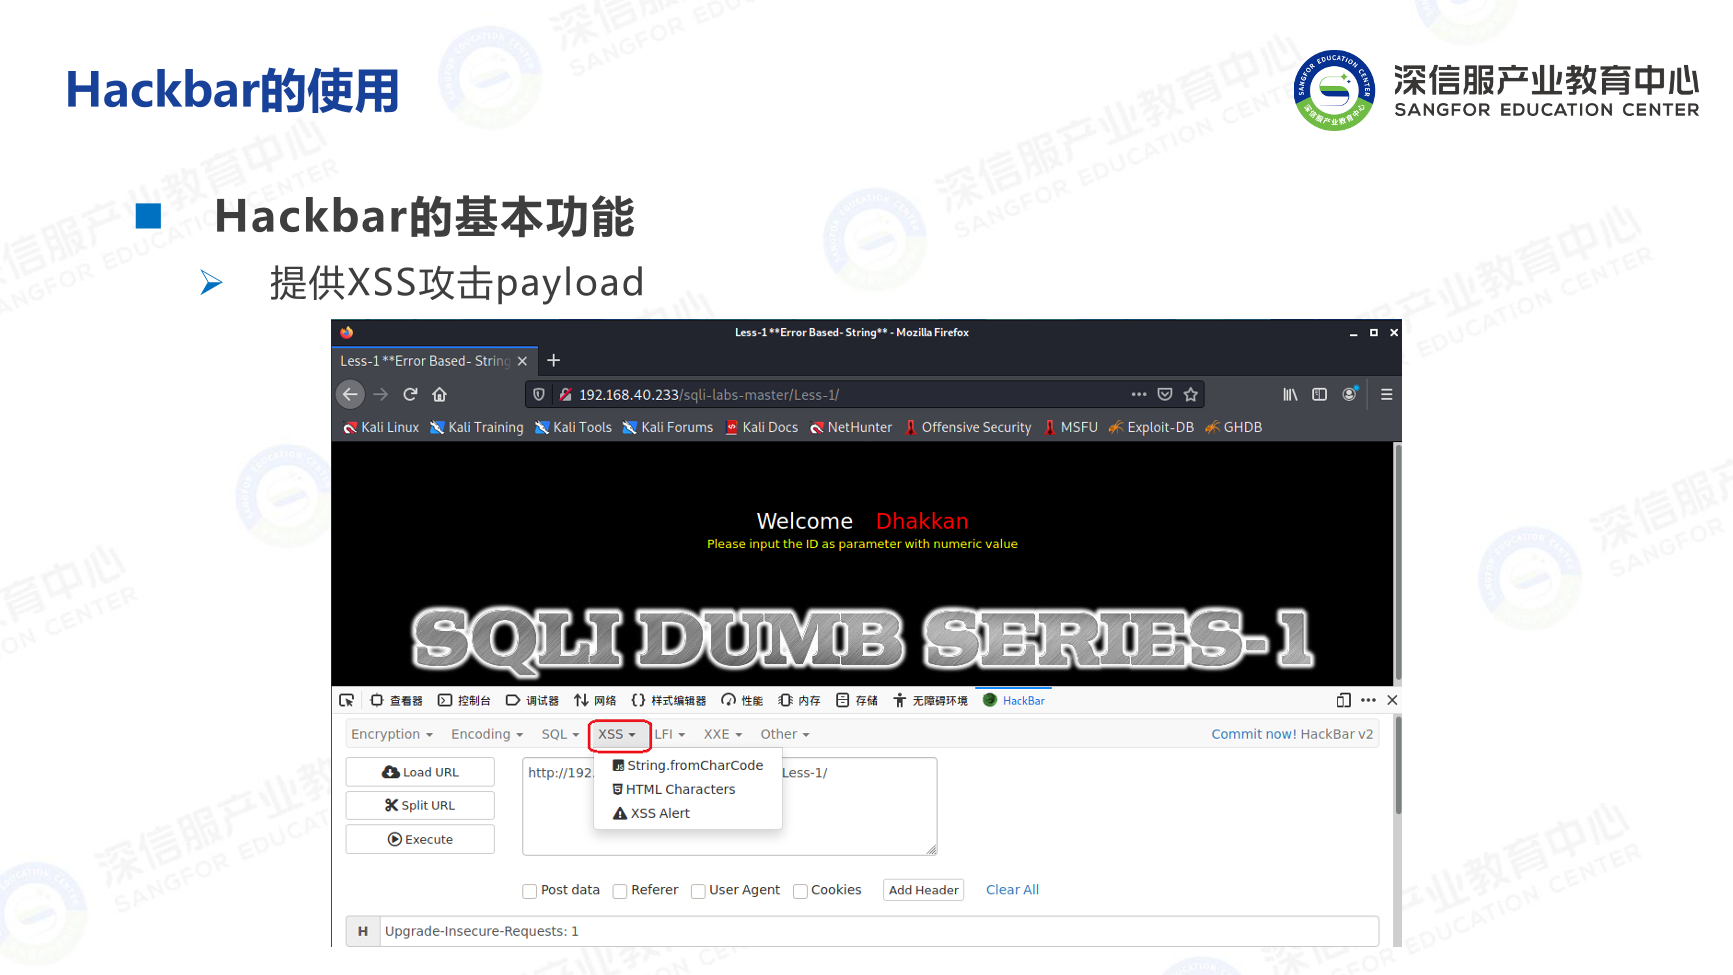 Hackbar的使用
深信服产业教育中心
SANGFOR EDUCATION CENTER
Hackbar的基本功能
提供XSS攻击payload
Less-1 **Error Based- String** - Mozilla Firefox
Less-1 **Error Based- String
192.168.40.233/sqli-labs-master/Less-1/
Kali Linux Kali Training Kali Tools Kali Forums Kali Docs NetHunter Offensive Security MSFU Exploit-DB GHDB
Welcome Dhakkan
Please input the ID as parameter with numeric value
SQLI DUMB SERIES-1
查看器 控制台 调试器 网络 样式编辑器 性能 内存 存储 无障碍环境 HackBar
Encryption Encoding SQL XSS LFI XXE Other Commit now! HackBar v2
Load URL
http://192. Less-1/
String.fromCharCode
HTML Characters
XSS Alert
Split URL
Execute
Post data Referer User Agent Cookies Add Header Clear All
H Upgrade-Insecure-Requests: 1